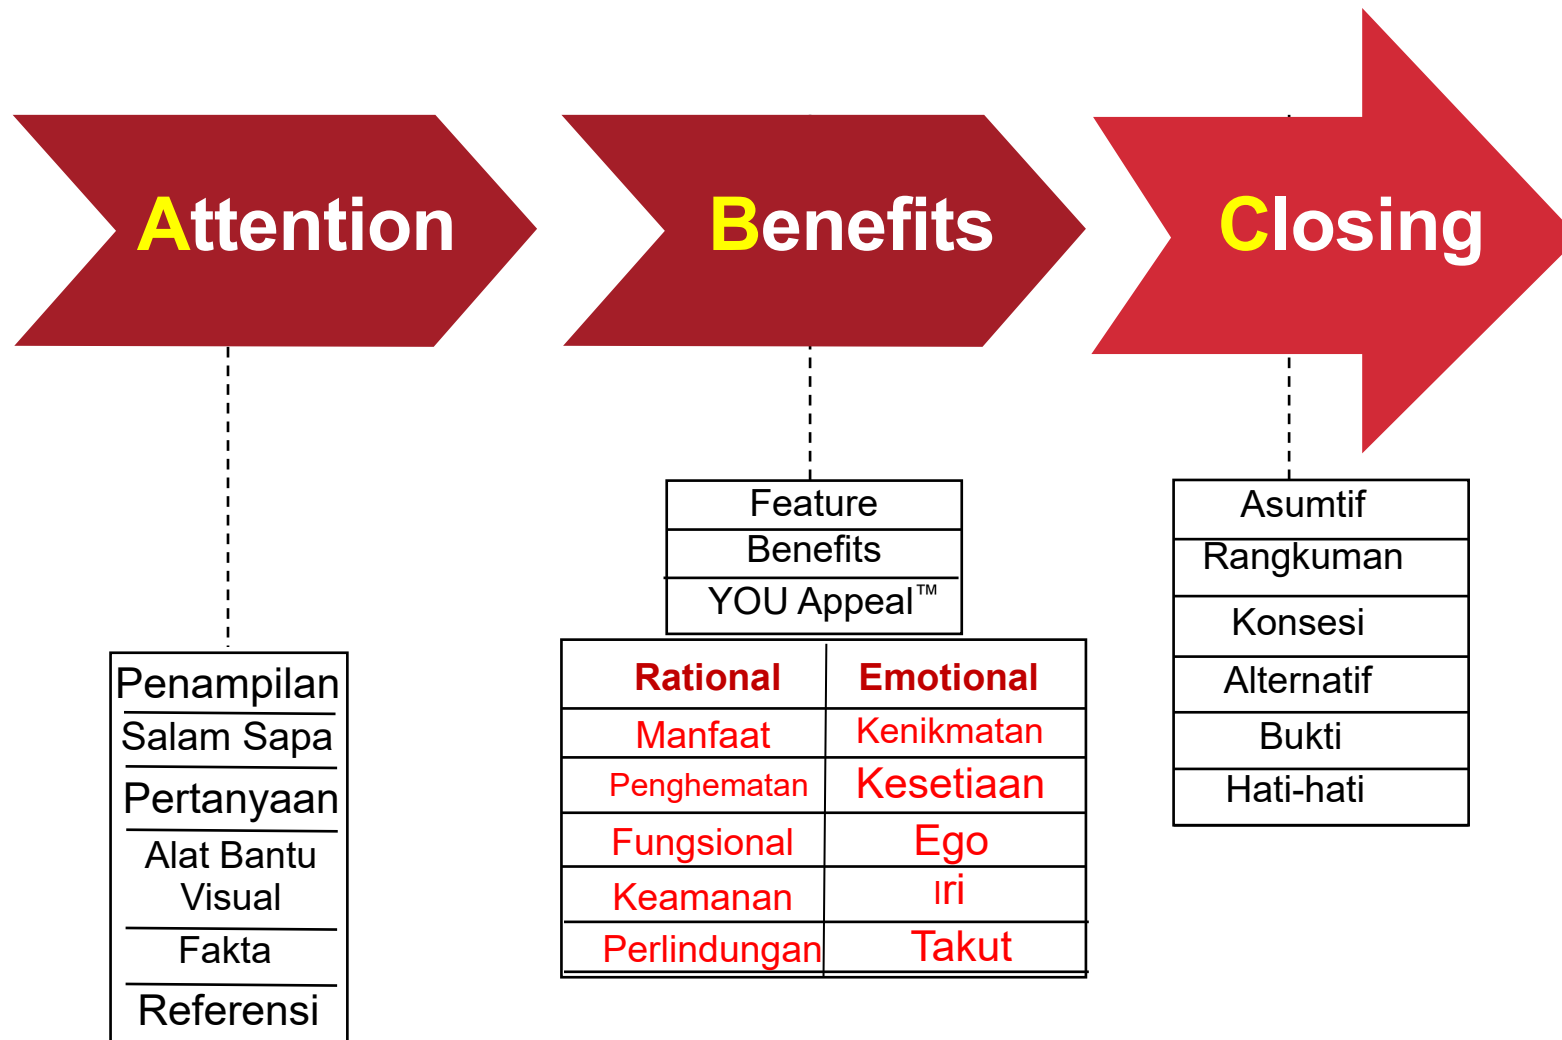 Attention
Benefits
Closing
Penampilan
Salam Sapa
Pertanyaan
Alat Bantu
Visual
Fakta
Referensi
Feature
Benefits
YOU Appeal™
Rational Emotional
Manfaat Kenikmatan
Penghematan Kesetiaan
Fungsional Ego
Keamanan Iri
Perlindungan Takut
Asumtif
Rangkuman
Konsesi
Alternatif
Bukti
Hati-hati